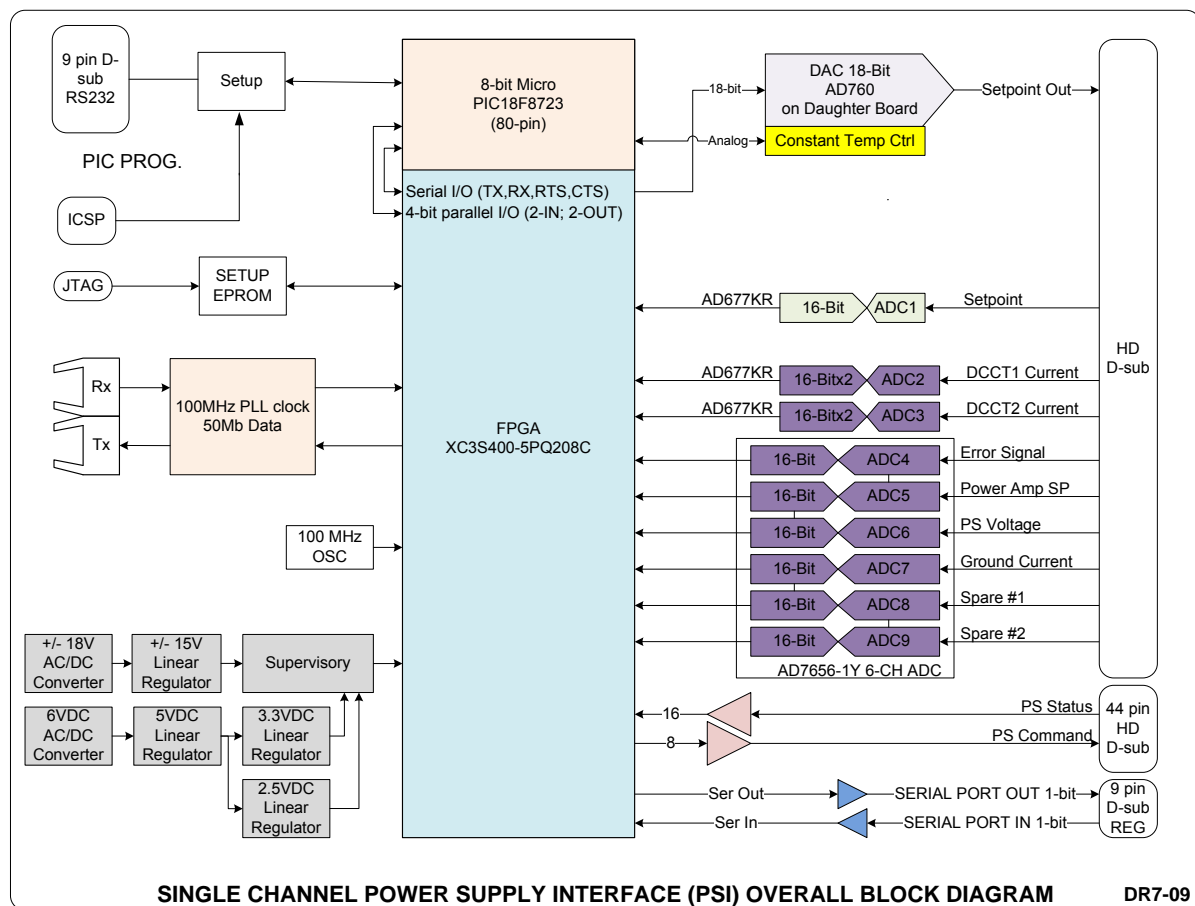 9 pin D-
sub
RS232
Setup
PIC PROG.
ICSP
JTAG
SETUP
EPROM
Rx
Tx
100MHz PLL clock
50Mb Data
100 MHz
OSC
+/- 18V
AC/DC
Converter
+/- 15V
Linear
Regulator
Supervisory
6VDC
AC/DC
Converter
5VDC
Linear
Regulator
3.3VDC
Linear
Regulator
2.5VDC
Linear
Regulator
8-bit Micro
PIC18F8723
(80-pin)
Serial I/O (TX,RX,RTS,CTS)
4-bit parallel I/O (2-IN; 2-OUT)
FPGA
XC3S400-5PQ208C
18-bit
DAC 18-Bit
AD760
on Daughter Board
Setpoint Out
Analog
Constant Temp Ctrl
AD677KR
16-Bit
ADC1
Setpoint
AD677KR
16-Bitx2
ADC2
DCCT1 Current
AD677KR
16-Bitx2
ADC3
DCCT2 Current
16-Bit
ADC4
Error Signal
16-Bit
ADC5
Power Amp SP
16-Bit
ADC6
PS Voltage
16-Bit
ADC7
Ground Current
16-Bit
ADC8
Spare #1
16-Bit
ADC9
Spare #2
AD7656-1Y 6-CH ADC
HD
D-sub
16
PS Status
8
PS Command
44 pin
HD
D-sub
Ser Out
SERIAL PORT OUT 1-bit
Ser In
SERIAL PORT IN 1-bit
9 pin
D-sub
REG
SINGLE CHANNEL POWER SUPPLY INTERFACE (PSI) OVERALL BLOCK DIAGRAM
DR7-09